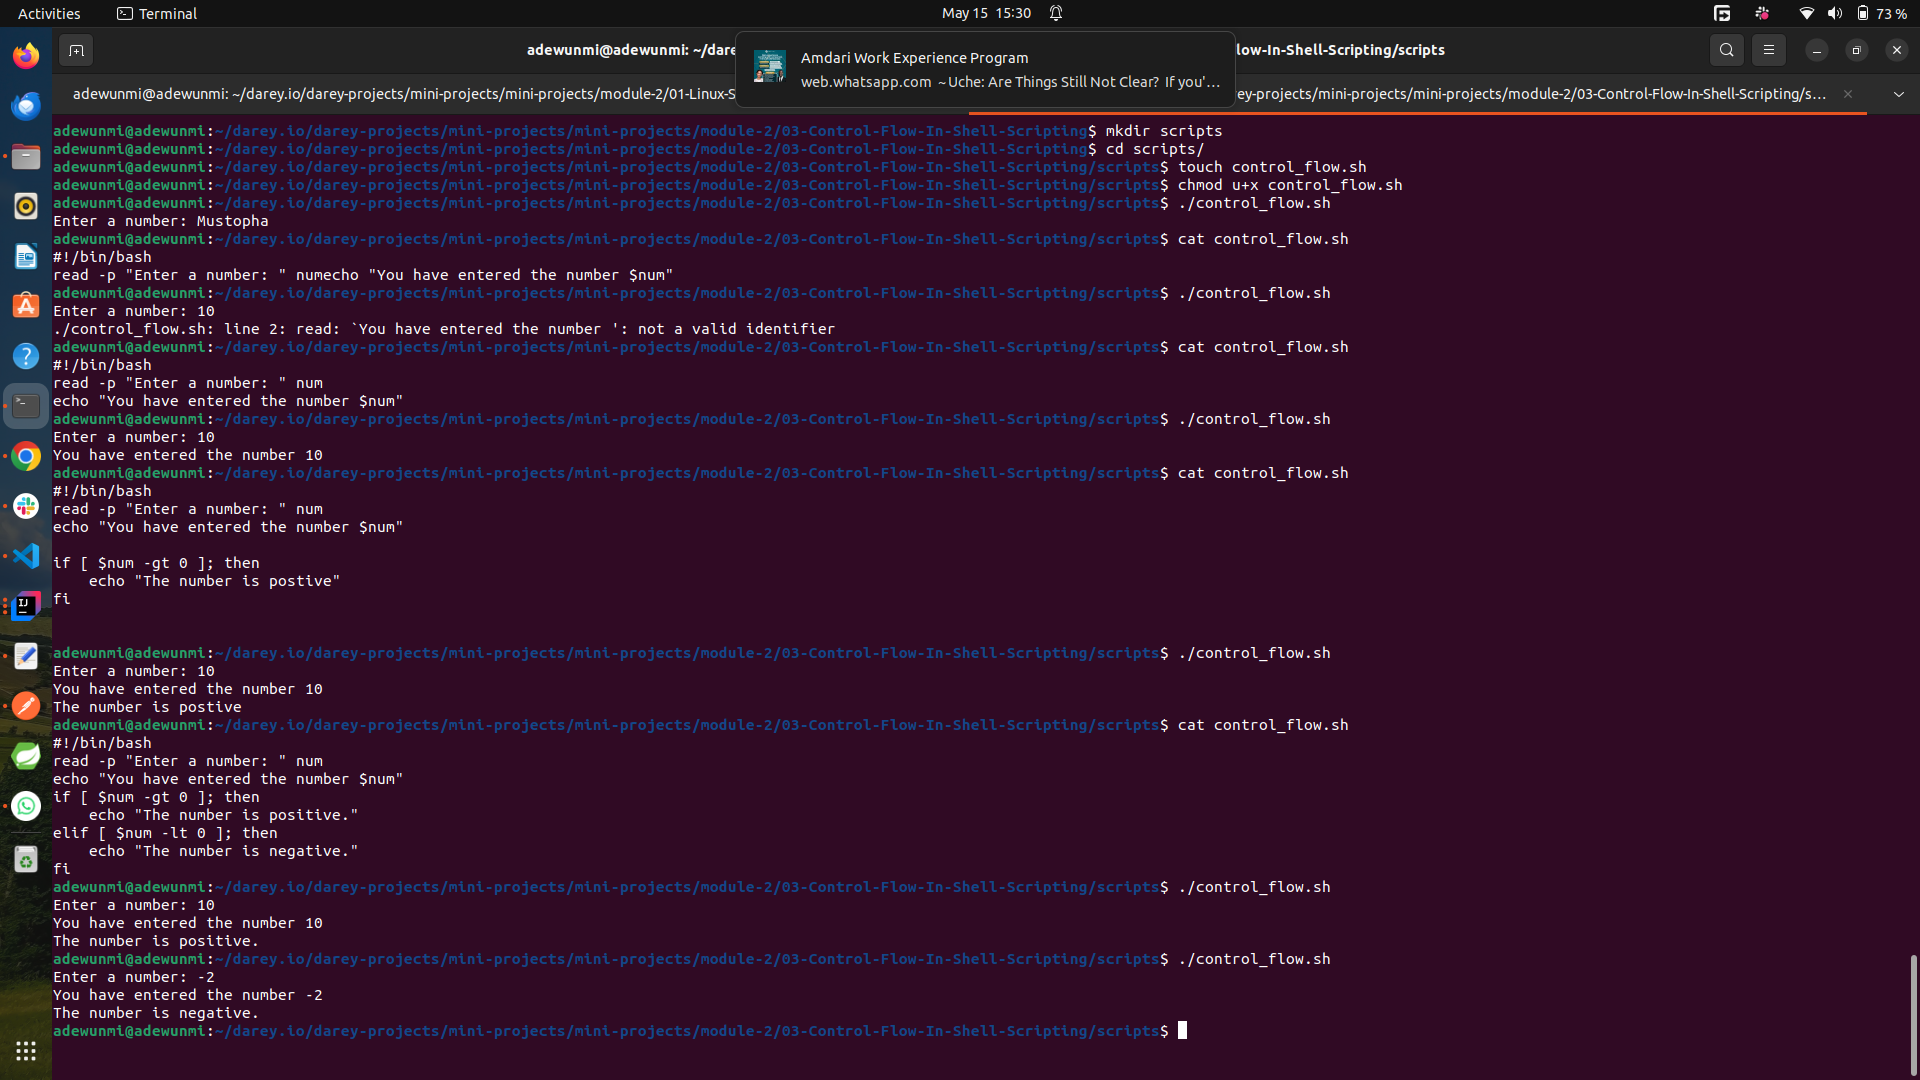 Activities Terminal May 15 15:30 73 %
adewunmi@adewunmi: ~/dare low-In-Shell-Scripting/scripts
Amdari Work Experience Program
web.whatsapp.com ~Uche: Are Things Still Not Clear? If you'...
adewunmi@adewunmi: ~/darey.io/darey-projects/mini-projects/mini-projects/module-2/01-Linux-S rey-projects/mini-projects/mini-projects/module-2/03-Control-Flow-In-Shell-Scripting/s...
adewunmi@adewunmi:~/darey.io/darey-projects/mini-projects/mini-projects/module-2/03-Control-Flow-In-Shell-Scripting$ mkdir scripts
adewunmi@adewunmi:~/darey.io/darey-projects/mini-projects/mini-projects/module-2/03-Control-Flow-In-Shell-Scripting$ cd scripts/
adewunmi@adewunmi:~/darey.io/darey-projects/mini-projects/mini-projects/module-2/03-Control-Flow-In-Shell-Scripting/scripts$ touch control_flow.sh
adewunmi@adewunmi:~/darey.io/darey-projects/mini-projects/mini-projects/module-2/03-Control-Flow-In-Shell-Scripting/scripts$ chmod u+x control_flow.sh
adewunmi@adewunmi:~/darey.io/darey-projects/mini-projects/mini-projects/module-2/03-Control-Flow-In-Shell-Scripting/scripts$ ./control_flow.sh
Enter a number: Mustopha
adewunmi@adewunmi:~/darey.io/darey-projects/mini-projects/mini-projects/module-2/03-Control-Flow-In-Shell-Scripting/scripts$ cat control_flow.sh
#!/bin/bash
read -p "Enter a number: " numecho "You have entered the number $num"
adewunmi@adewunmi:~/darey.io/darey-projects/mini-projects/mini-projects/module-2/03-Control-Flow-In-Shell-Scripting/scripts$ ./control_flow.sh
Enter a number: 10
./control_flow.sh: line 2: read: `You have entered the number ': not a valid identifier
adewunmi@adewunmi:~/darey.io/darey-projects/mini-projects/mini-projects/module-2/03-Control-Flow-In-Shell-Scripting/scripts$ cat control_flow.sh
#!/bin/bash
read -p "Enter a number: " num
echo "You have entered the number $num"
adewunmi@adewunmi:~/darey.io/darey-projects/mini-projects/mini-projects/module-2/03-Control-Flow-In-Shell-Scripting/scripts$ ./control_flow.sh
Enter a number: 10
You have entered the number 10
adewunmi@adewunmi:~/darey.io/darey-projects/mini-projects/mini-projects/module-2/03-Control-Flow-In-Shell-Scripting/scripts$ cat control_flow.sh
#!/bin/bash
read -p "Enter a number: " num
echo "You have entered the number $num"
if [ $num -gt 0 ]; then
    echo "The number is postive"
fi
adewunmi@adewunmi:~/darey.io/darey-projects/mini-projects/mini-projects/module-2/03-Control-Flow-In-Shell-Scripting/scripts$ ./control_flow.sh
Enter a number: 10
You have entered the number 10
The number is postive
adewunmi@adewunmi:~/darey.io/darey-projects/mini-projects/mini-projects/module-2/03-Control-Flow-In-Shell-Scripting/scripts$ cat control_flow.sh
#!/bin/bash
read -p "Enter a number: " num
echo "You have entered the number $num"
if [ $num -gt 0 ]; then
    echo "The number is positive."
elif [ $num -lt 0 ]; then
    echo "The number is negative."
fi
adewunmi@adewunmi:~/darey.io/darey-projects/mini-projects/mini-projects/module-2/03-Control-Flow-In-Shell-Scripting/scripts$ ./control_flow.sh
Enter a number: 10
You have entered the number 10
The number is positive.
adewunmi@adewunmi:~/darey.io/darey-projects/mini-projects/mini-projects/module-2/03-Control-Flow-In-Shell-Scripting/scripts$ ./control_flow.sh
Enter a number: -2
You have entered the number -2
The number is negative.
adewunmi@adewunmi:~/darey.io/darey-projects/mini-projects/mini-projects/module-2/03-Control-Flow-In-Shell-Scripting/scripts$